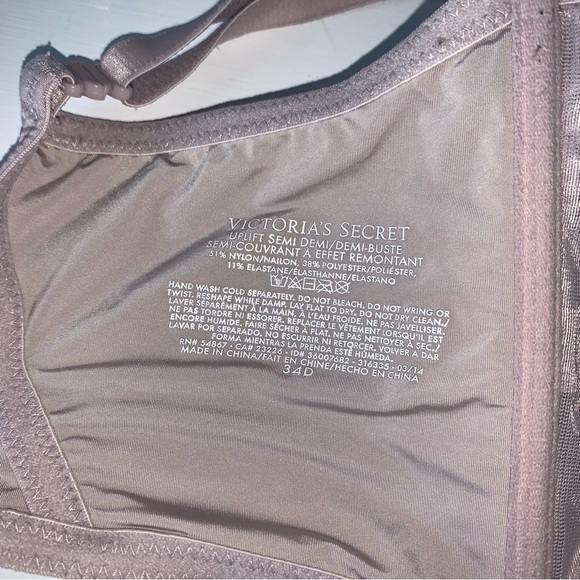 VICTORIA'S SECRET
UPLIFT SEMI DEMI/DEMI-BUSTE
SEMI-COUVRANT À EFFET REMONTANT
51% NYLON/NAILON, 38% POLYESTER/POLIÉSTER,
11% ELASTANE/ÉLASTHANNE/ELASTANO
HAND WASH COLD SEPARATELY. DO NOT BLEACH. DO NOT WRING OR
TWIST. RESHAPE WHILE DAMP. LAY FLAT TO DRY. DO NOT DRY CLEAN./
LAVER SÉPARÉMENT À LA MAIN, À L'EAU FROIDE. NE PAS JAVELLISER.
NE PAS TORDRE NI ESSORER. REPLACER LE VÊTEMENT LORSQU'IL EST
ENCORE HUMIDE. FAIRE SÉCHER À PLAT. NE PAS NETTOYER À SEC./
LAVAR POR SEPARADO. NO ESCURRIR NI RETORCER. VOLVER A DAR
FORMA MIENTRAS LA PRENDA ESTÉ HÚMEDA.
RN# 54867 • CA# 23226 • ID# 36007682 • 316335 • 03/14
MADE IN CHINA/FAIT EN CHINE/HECHO EN CHINA
34D